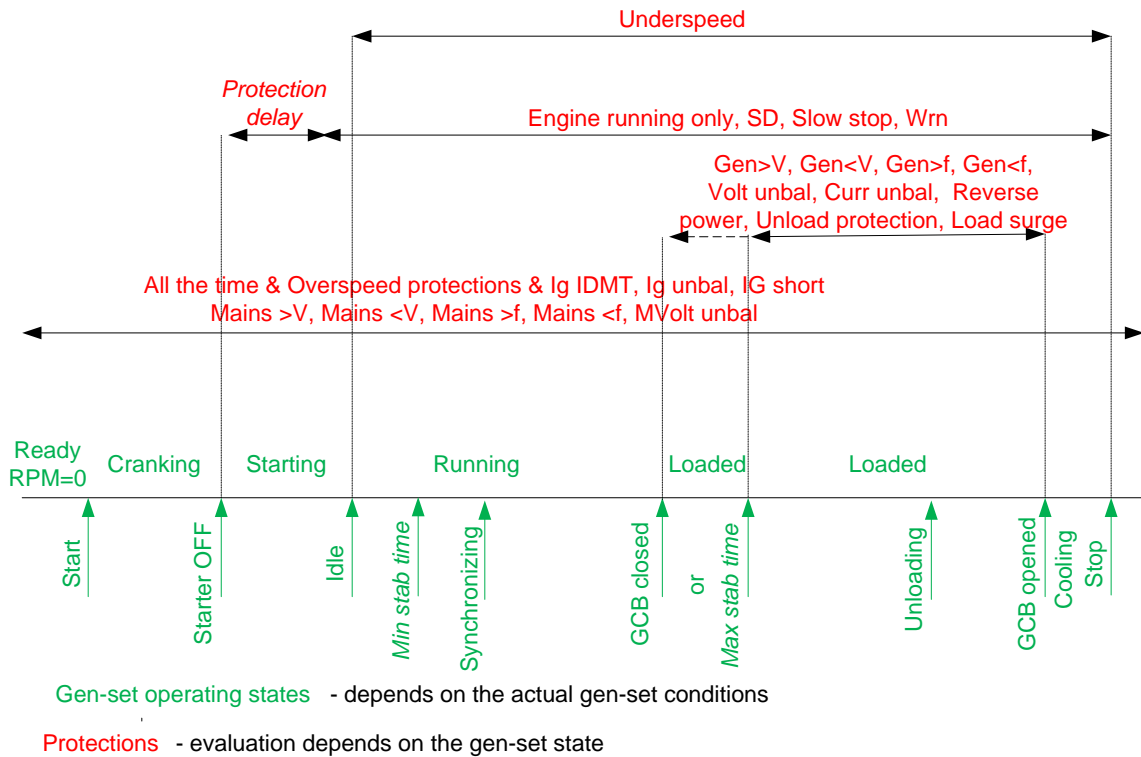 Underspeed
Protection
delay
Engine running only, SD, Slow stop, Wrn
Gen>V, Gen<V, Gen>f, Gen<f,
Volt unbal, Curr unbal, Reverse
power, Unload protection, Load surge
All the time & Overspeed protections & Ig IDMT, Ig unbal, IG short
Mains >V, Mains <V, Mains >f, Mains <f, MVolt unbal
Ready
RPM=0
Cranking
Starting
Running
Loaded
Loaded
Start
Starter OFF
Idle
Min stab time
Synchronizing
GCB closed
or
Max stab time
Unloading
GCB opened
Cooling
Stop
Gen-set operating states - depends on the actual gen-set conditions
Protections - evaluation depends on the gen-set state